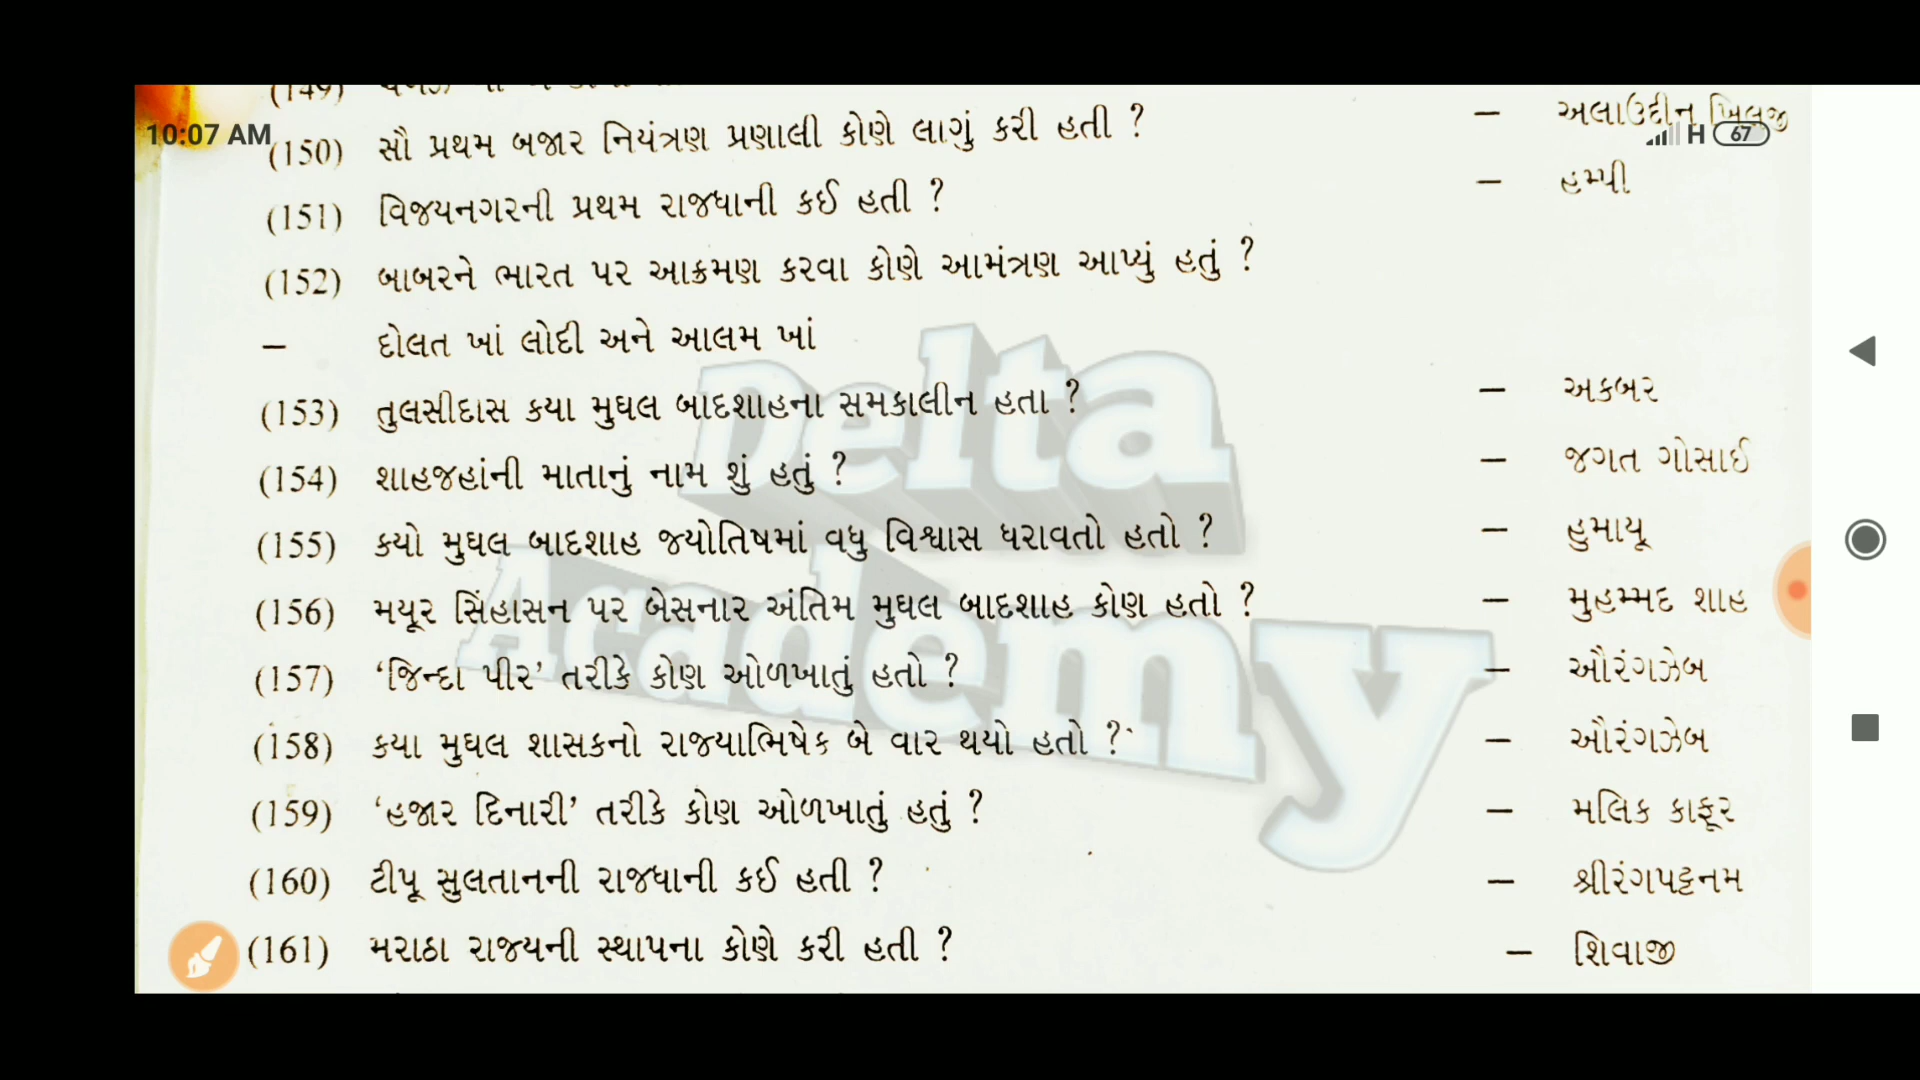 (149)
10:07 AM
H 67
(150) સૌ પ્રથમ બજાર નિયંત્રણ પ્રણાલી કોણે લાગું કરી હતી ? – અલાઉદ્દીન ખિલજી
(151) વિજયનગરની પ્રથમ રાજધાની કઈ હતી ? – હમ્પી
(152) બાબરને ભારત પર આક્રમણ કરવા કોણે આમંત્રણ આપ્યું હતું ?
– દોલત ખાં લોદી અને આલમ ખાં
(153) તુલસીદાસ કયા મુઘલ બાદશાહના સમકાલીન હતા ? – અકબર
(154) શાહજહાંની માતાનું નામ શું હતું ? – જગત ગોસાઈ
(155) કયો મુઘલ બાદશાહ જ્યોતિષમાં વધુ વિશ્વાસ ધરાવતો હતો ? – હુમાયૂ
(156) મયૂર સિંહાસન પર બેસનાર અંતિમ મુઘલ બાદશાહ કોણ હતો ? – મુહમ્મદ શાહ
(157) ‘જિન્દા પીર’ તરીકે કોણ ઓળખાતું હતો ? – ઔરંગઝેબ
(158) કયા મુઘલ શાસકનો રાજ્યાભિષેક બે વાર થયો હતો ? – ઔરંગઝેબ
(159) ‘હજાર દિનારી’ તરીકે કોણ ઓળખાતું હતું ? – મલિક કાફૂર
(160) ટીપૂ સુલતાનની રાજધાની કઈ હતી ? – શ્રીરંગપટ્ટનમ
(161) મરાઠા રાજ્યની સ્થાપના કોણે કરી હતી ? – શિવાજી
Delta
Academy